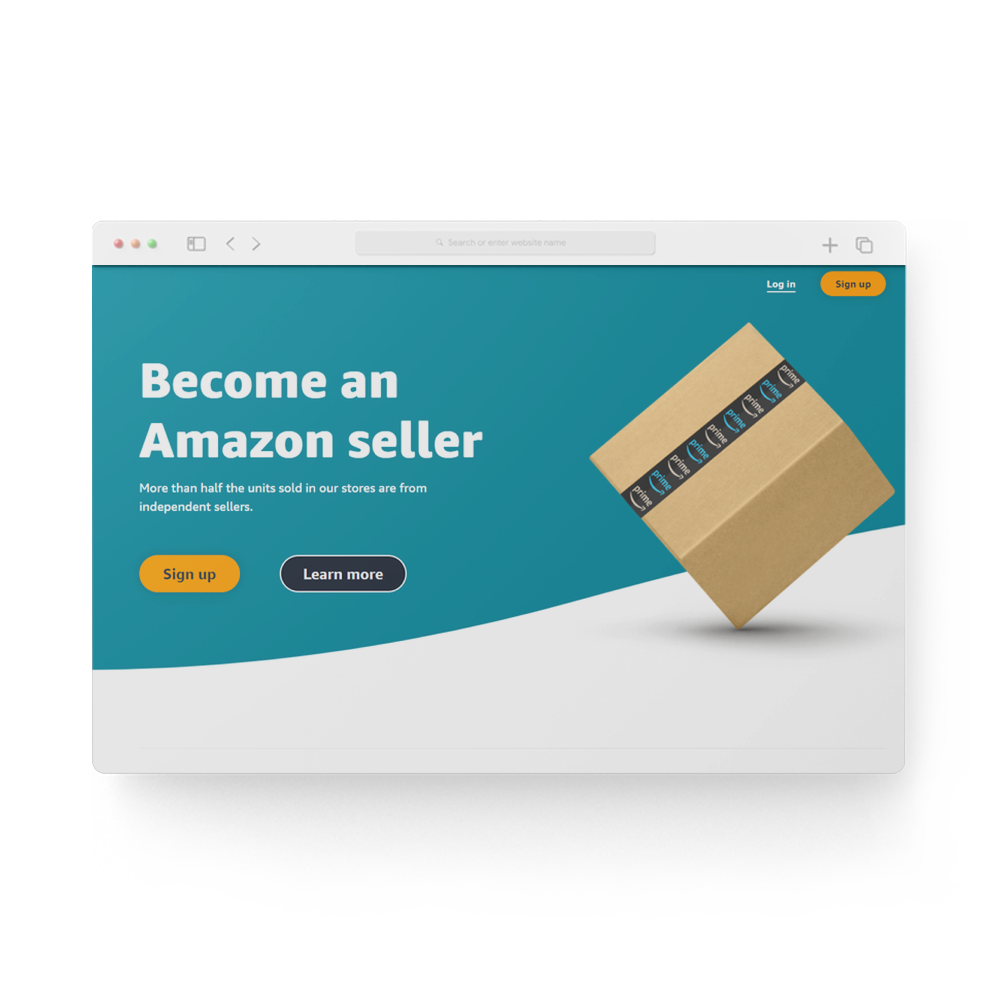 Search or enter website name
Log in
Sign up
Become an
Amazon seller
More than half the units sold in our stores are from
independent sellers.
Sign up
Learn more
prime
prime
prime
prime
prime
prime
prime
prime
prime